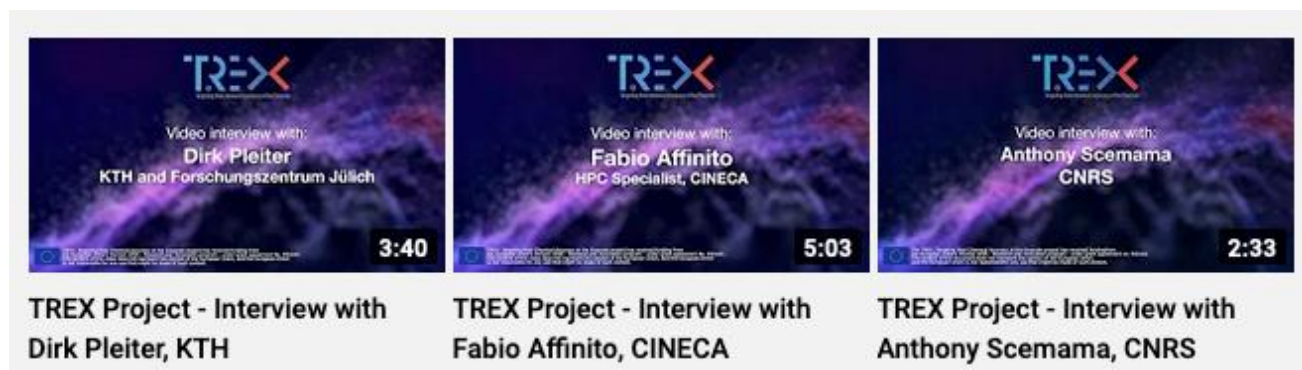 TREX
Video interview with:
Dirk Pleiter
KTH and Forschungszentrum Jülich
3:40
TREX Project - Interview with
Dirk Pleiter, KTH
TREX
Video interview with:
Fabio Affinito
HPC Specialist, CINECA
5:03
TREX Project - Interview with
Fabio Affinito, CINECA
TREX
Video interview with:
Anthony Scemama
CNRS
2:33
TREX Project - Interview with
Anthony Scemama, CNRS